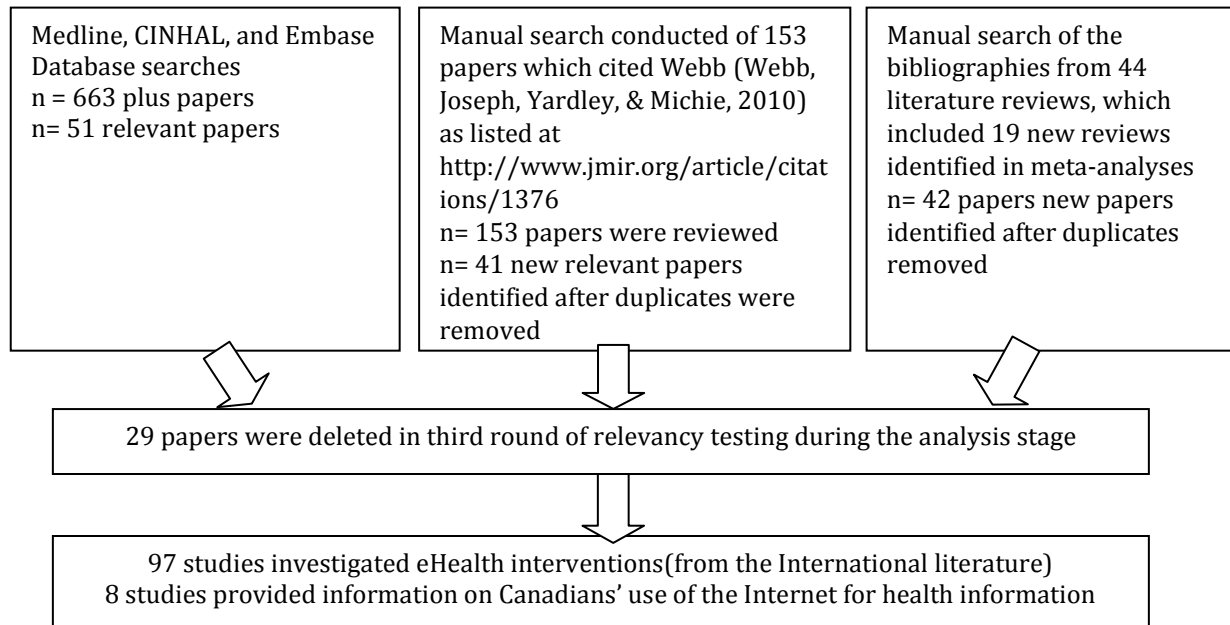 Medline, CINHAL, and Embase
Database searches
n = 663 plus papers
n= 51 relevant papers
Manual search conducted of 153
papers which cited Webb (Webb,
Joseph, Yardley, & Michie, 2010)
as listed at
http://www.jmir.org/article/citat
ions/1376
n= 153 papers were reviewed
n= 41 new relevant papers
identified after duplicates were
removed
Manual search of the
bibliographies from 44
literature reviews, which
included 19 new reviews
identified in meta-analyses
n= 42 papers new papers
identified after duplicates
removed
29 papers were deleted in third round of relevancy testing during the analysis stage
97 studies investigated eHealth interventions(from the International literature)
8 studies provided information on Canadians’ use of the Internet for health information